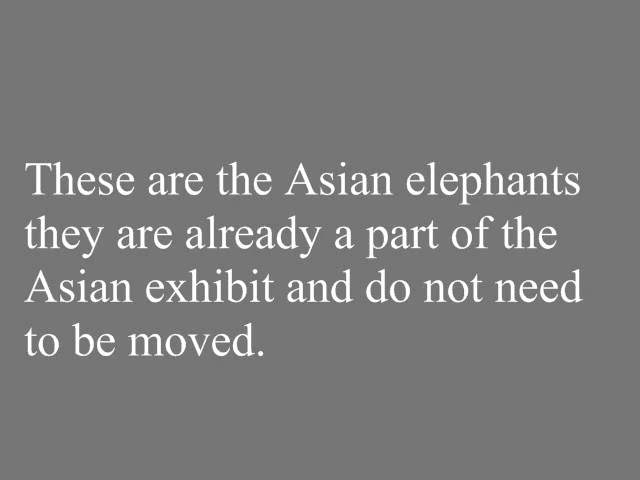 These are the Asian elephants
they are already a part of the
Asian exhibit and do not need
to be moved.